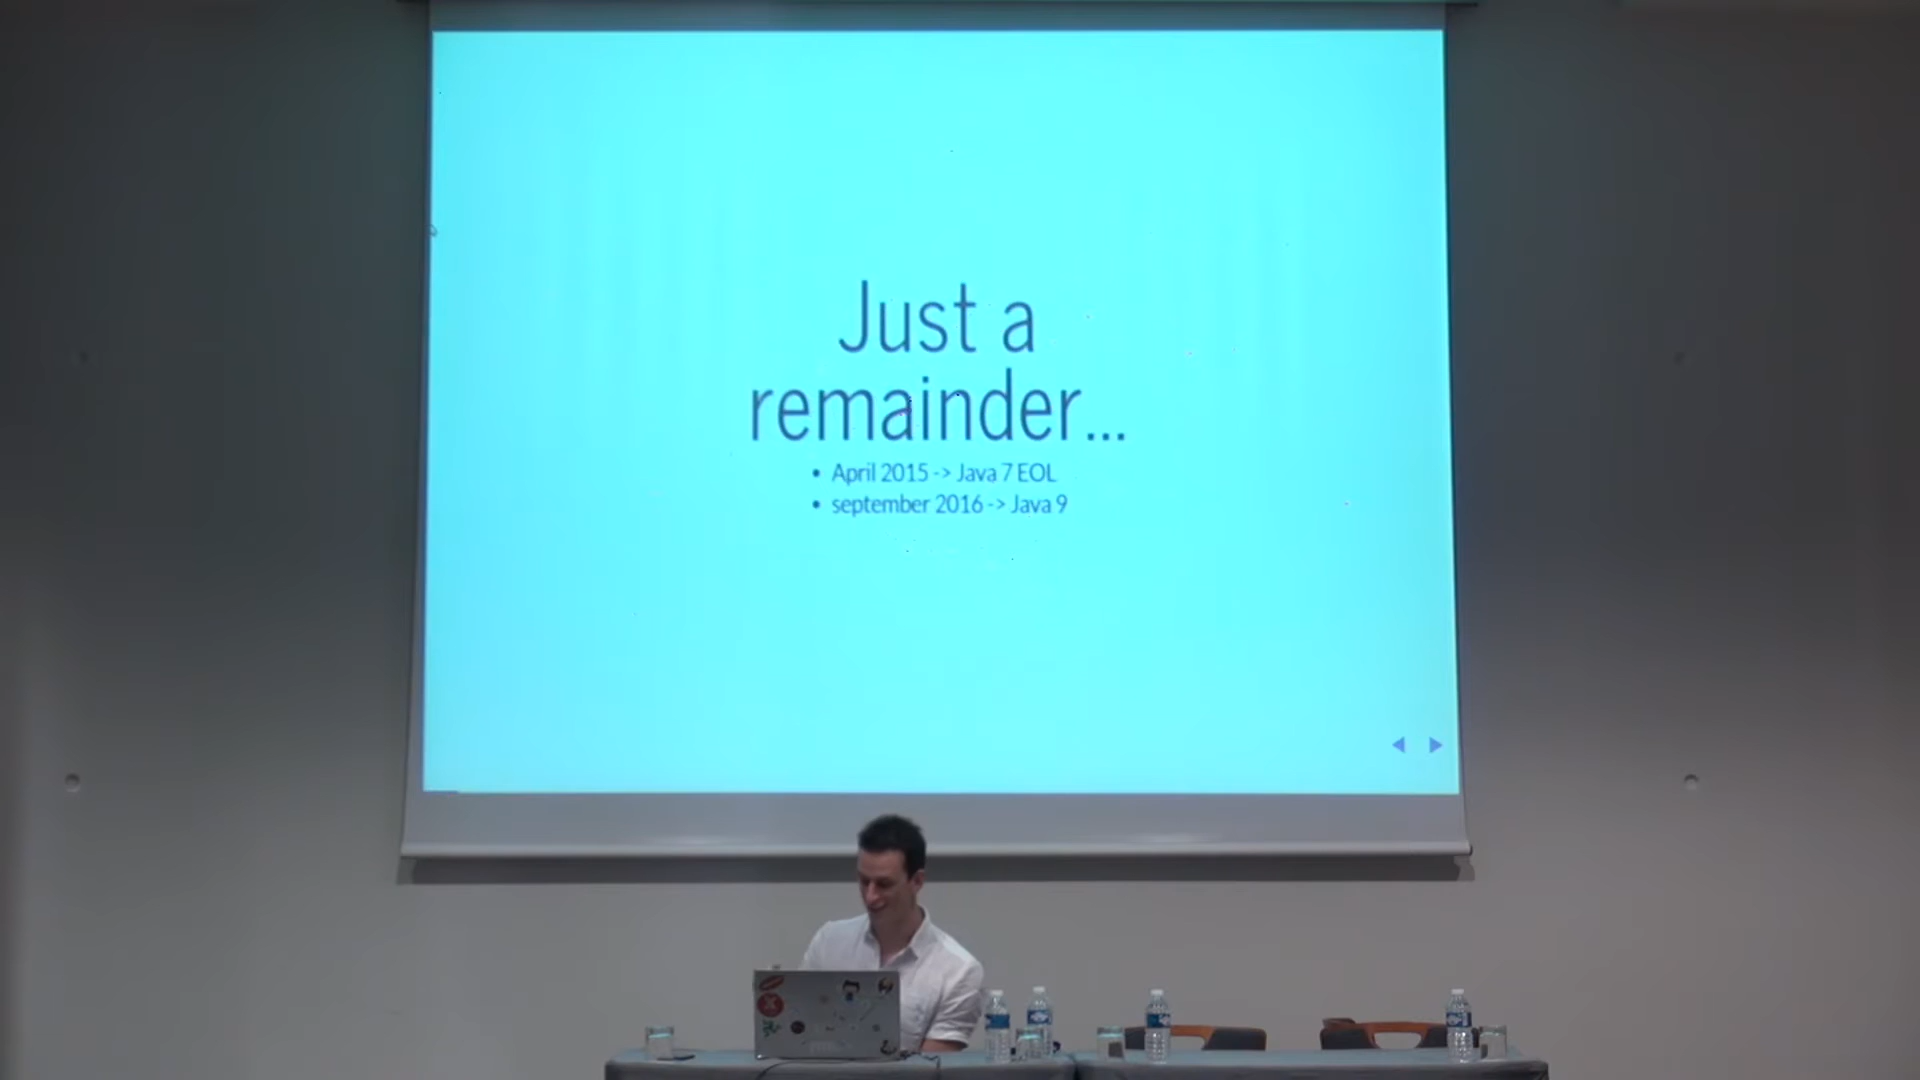 Just a
remainder...
• April 2015 -> Java 7 EOL
• september 2016 -> Java 9